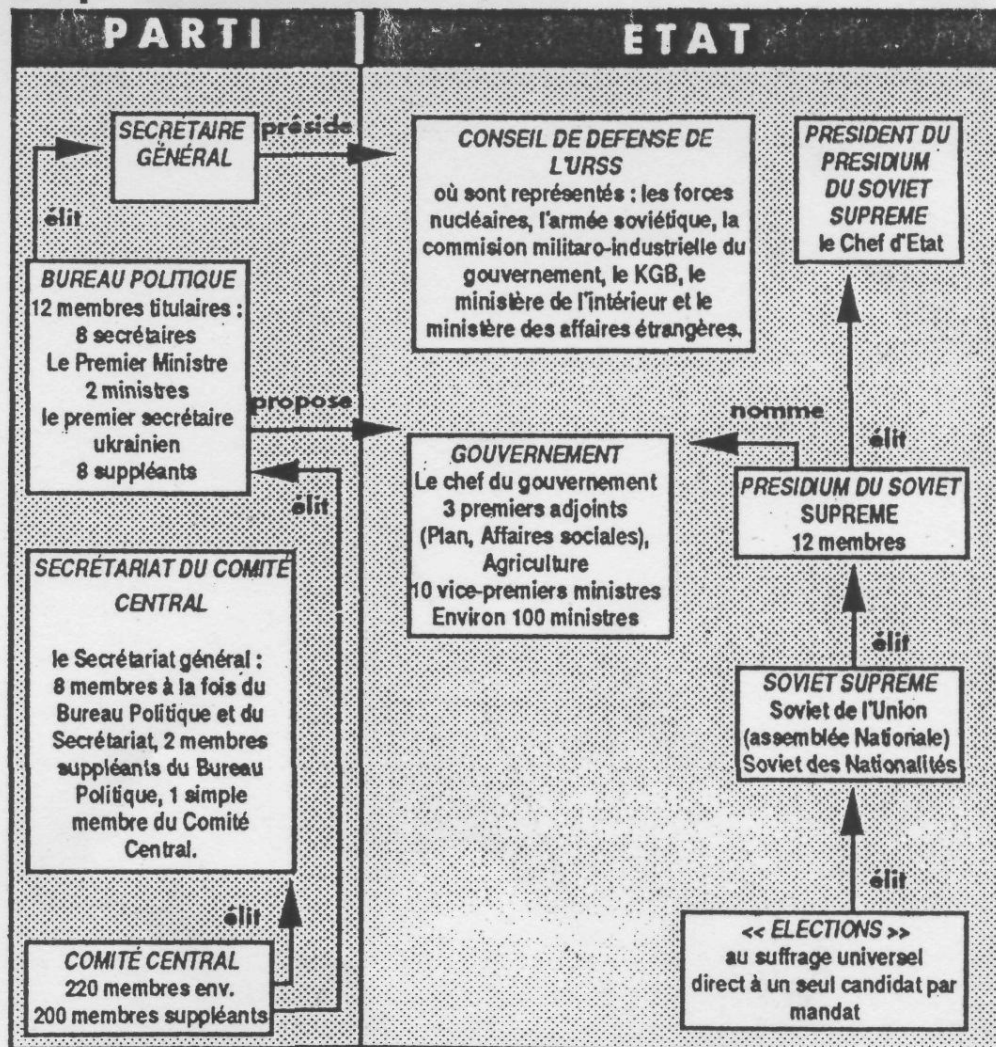 PARTI
ETAT
SECRÉTAIRE
GÉNÉRAL
préside
élit
BUREAU POLITIQUE
12 membres titulaires :
8 secrétaires
Le Premier Ministre
2 ministres
le premier secrétaire
ukrainien
8 suppléants
propose
élit
SECRÉTARIAT DU COMITÉ
CENTRAL
le Secrétariat général :
8 membres à la fois du
Bureau Politique et du
Secrétariat, 2 membres
suppléants du Bureau
Politique, 1 simple
membre du Comité
Central.
élit
COMITÉ CENTRAL
220 membres env.
200 membres suppléants
CONSEIL DE DEFENSE DE
L'URSS
où sont représentés : les forces
nucléaires, l'armée soviétique, la
commision militaro-industrielle du
gouvernement, le KGB, le
ministère de l'intérieur et le
ministère des affaires étrangères.
PRESIDENT DU
PRESIDIUM
DU SOVIET
SUPREME
le Chef d'Etat
nomme
élit
GOUVERNEMENT
Le chef du gouvernement
3 premiers adjoints
(Plan, Affaires sociales),
Agriculture
10 vice-premiers ministres
Environ 100 ministres
PRESIDIUM DU SOVIET
SUPREME
12 membres
élit
SOVIET SUPREME
Soviet de l'Union
(assemblée Nationale)
Soviet des Nationalités
élit
<< ELECTIONS >>
au suffrage universel
direct à un seul candidat par
mandat